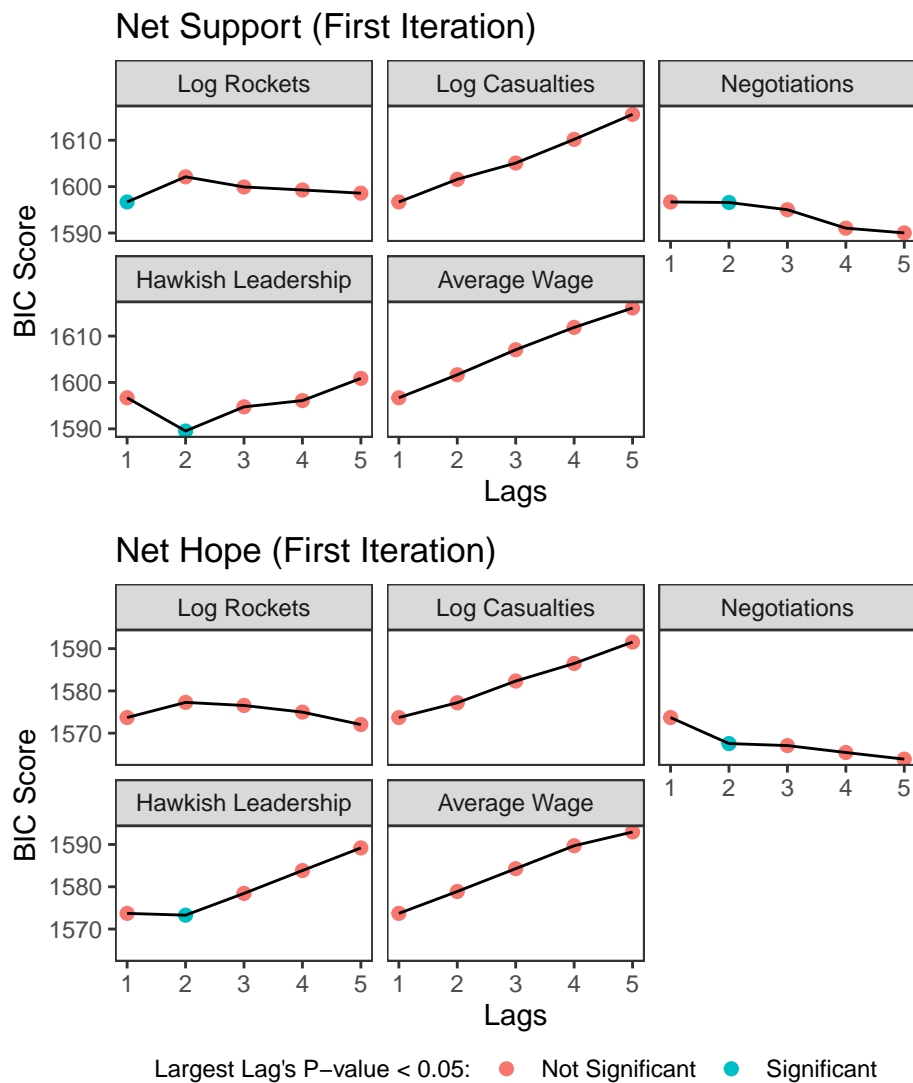 Net Support (First Iteration)
Log Rockets
Log Casualties
Negotiations
1610
1600
1590
1 2 3 4 5
Hawkish Leadership
Average Wage
1610
1600
1590
1 2 3 4 5
1 2 3 4 5
BIC Score
Lags
Net Hope (First Iteration)
Log Rockets
Log Casualties
Negotiations
1590
1580
1570
1 2 3 4 5
Hawkish Leadership
Average Wage
1590
1580
1570
1 2 3 4 5
1 2 3 4 5
BIC Score
Lags
Largest Lag's P−value < 0.05: Not Significant Significant